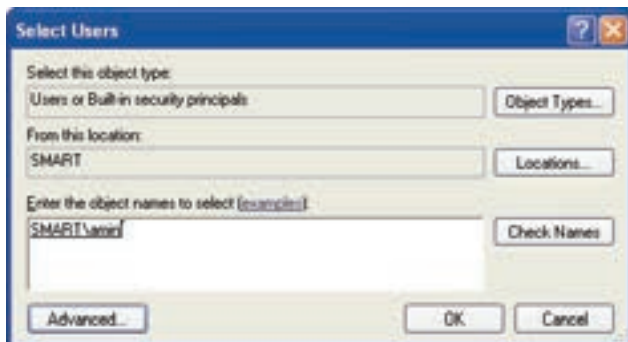 Select Users
Select this object type:
Users or Built-in security principals
Object Types...
From this location:
SMART
Locations...
Enter the object names to select (examples):
SMART\amin
Check Names
Advanced...
OK
Cancel